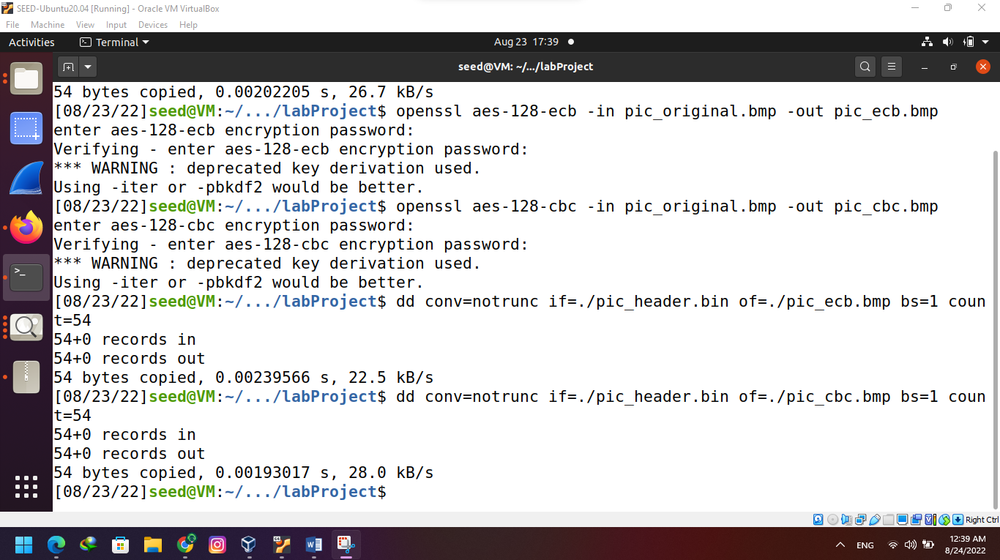 SEED-Ubuntu20.04 [Running] - Oracle VM VirtualBox
File Machine View Input Devices Help
Activities Terminal Aug 23 17:39
seed@VM: ~/.../labProject
54 bytes copied, 0.00202205 s, 26.7 kB/s
[08/23/22]seed@VM:~/.../labProject$ openssl aes-128-ecb -in pic_original.bmp -out pic_ecb.bmp
enter aes-128-ecb encryption password:
Verifying - enter aes-128-ecb encryption password:
*** WARNING : deprecated key derivation used.
Using -iter or -pbkdf2 would be better.
[08/23/22]seed@VM:~/.../labProject$ openssl aes-128-cbc -in pic_original.bmp -out pic_cbc.bmp
enter aes-128-cbc encryption password:
Verifying - enter aes-128-cbc encryption password:
*** WARNING : deprecated key derivation used.
Using -iter or -pbkdf2 would be better.
[08/23/22]seed@VM:~/.../labProject$ dd conv=notrunc if=./pic_header.bin of=./pic_ecb.bmp bs=1 coun
t=54
54+0 records in
54+0 records out
54 bytes copied, 0.00239566 s, 22.5 kB/s
[08/23/22]seed@VM:~/.../labProject$ dd conv=notrunc if=./pic_header.bin of=./pic_cbc.bmp bs=1 coun
t=54
54+0 records in
54+0 records out
54 bytes copied, 0.00193017 s, 28.0 kB/s
[08/23/22]seed@VM:~/.../labProject$
Right Ctrl
ENG
12:39 AM
8/24/2022